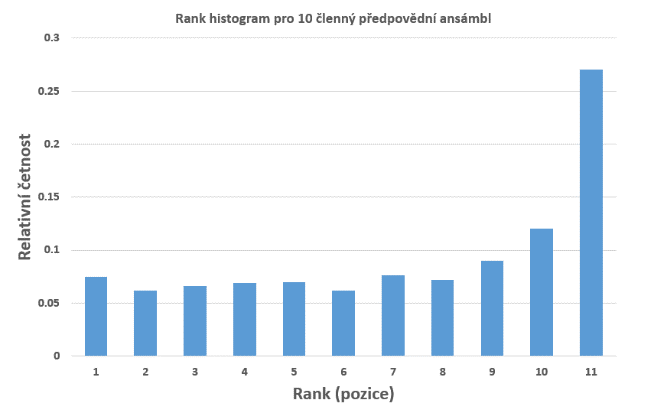 Rank histogram pro 10 členný předpovědní ansámbl
0.3
0.25
0.2
0.15
0.1
0.05
0
Relativní četnost
1 2 3 4 5 6 7 8 9 10 11
Rank (pozice)